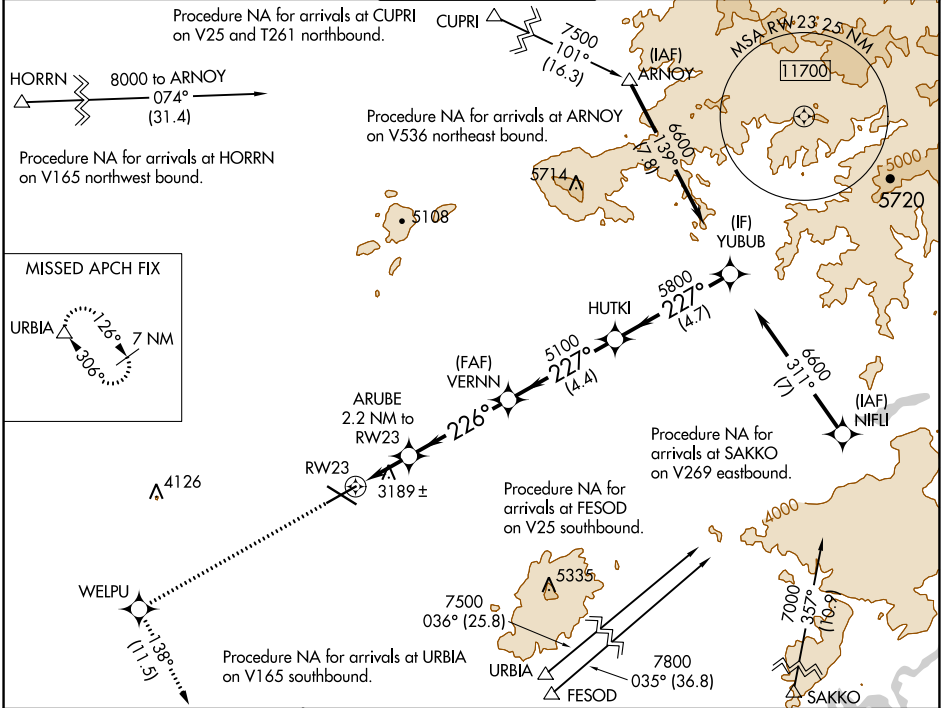 Procedure NA for arrivals at CUPRI
on V25 and T261 northbound.
CUPRI
7500
101°
(16.3)
(IAF)
ARNOY
MSA RW 23 25 NM
11700
HORRN
8000 to ARNOY
074°
(31.4)
Procedure NA for arrivals at ARNOY
on V536 northeast bound.
6600
139°
(7.8)
Procedure NA for arrivals at HORRN
on V165 northwest bound.
5714
5000
5720
5108
(IF)
YUBUB
MISSED APCH FIX
URBIA
126°
7 NM
306°
5800
227°
(4.7)
HUTKI
5100
227°
(4.4)
(FAF)
VERNN
6600
311°
(7)
(IAF)
NIFLI
226°
ARUBE
2.2 NM to
RW23
RW23
3189 ±
4126
Procedure NA for
arrivals at SAKKO
on V269 eastbound.
Procedure NA for
arrivals at FESOD
on V25 southbound.
4000
5335
WELPU
138°
(11.5)
7500
036° (25.8)
7000
357°
(10.9)
Procedure NA for arrivals at URBIA
on V165 southbound.
URBIA
7800
035° (36.8)
FESOD
SAKKO